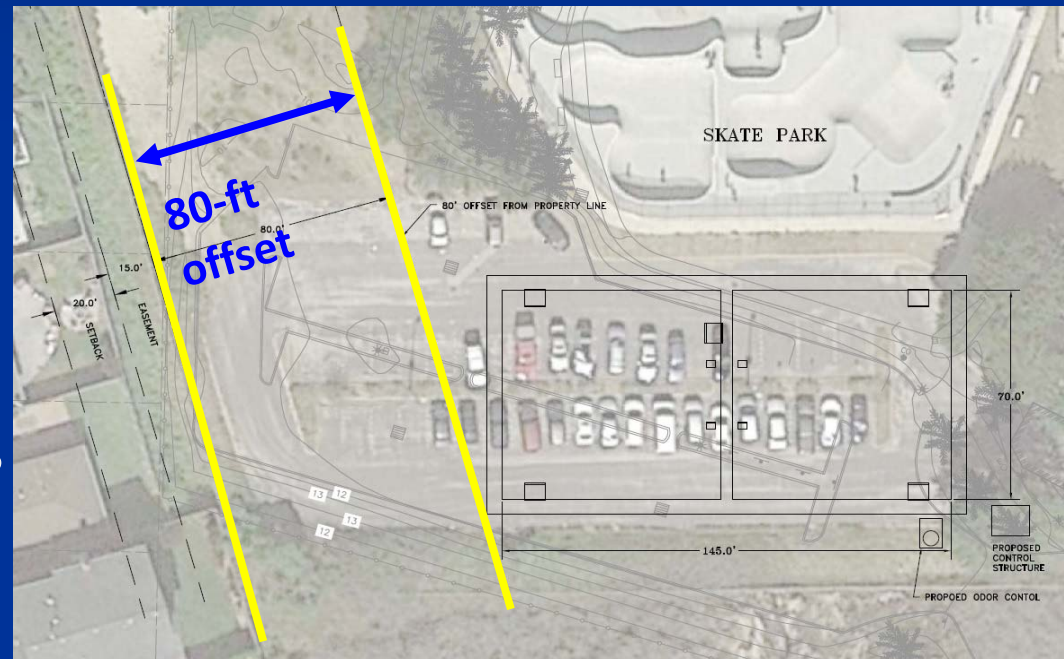 SKATE PARK
80-ft
offset
80' OFFSET FROM PROPERTY LINE
80.0'
15.0'
20.0'
EASEMENT
SETBACK
70.0'
13 12
13
12
145.0'
PROPOSED
CONTROL
STRUCTURE
PROPOED ODOR CONTOL